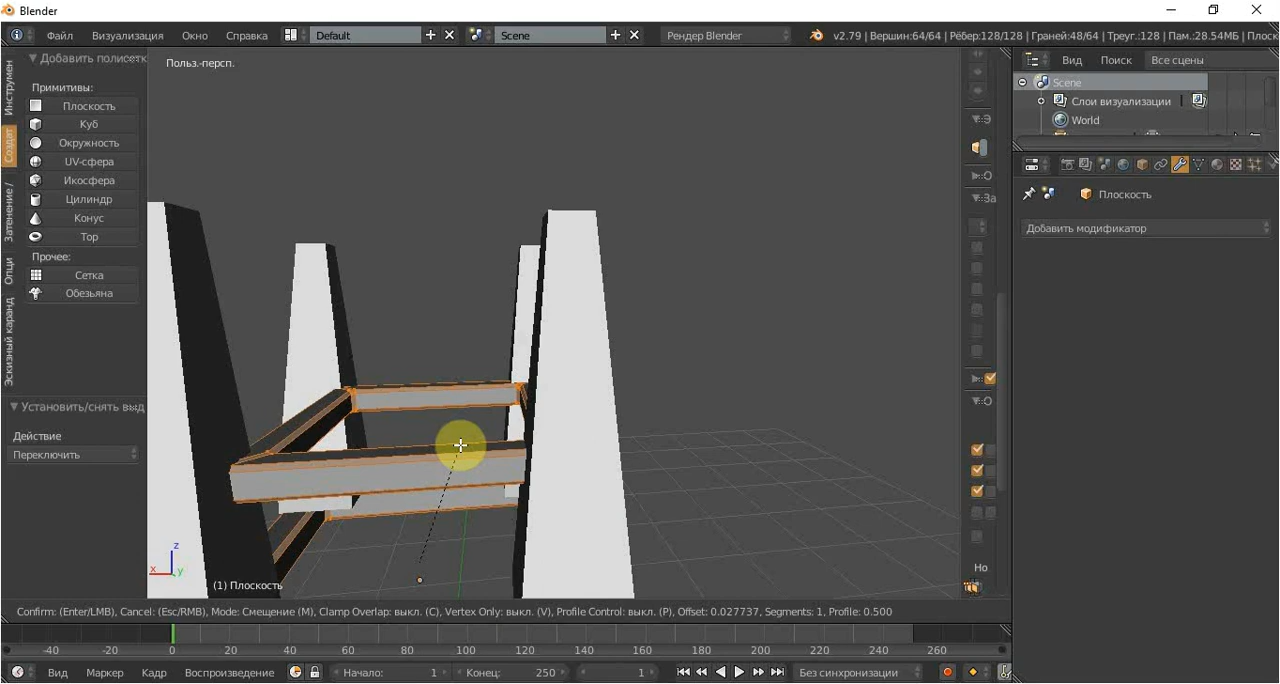 Blender
Файл Визуализация Окно Справка Default Scene Рендер Blender v2.79 | Вершин:64/64 | Рёбер:128/128 | Граней:48/64 | Треуг.:128 | Пам.:28.54МБ | Плоск
Добавить полисетк
Польз.-персп.
Вид Поиск Все сцены
Инструмен
Создат
Затенение /
Опци
Эскизный каранд
Примитивы:
Плоскость
Куб
Окружность
UV-сфера
Икосфера
Цилиндр
Конус
Тор
Прочее:
Сетка
Обезьяна
Установить/снять выд
Действие
Переключить
Scene
Слои визуализации
World
Плоскость
Добавить модификатор
Э
О
За
О
Но
z
x y
(1) Плоскость
Confirm: (Enter/LMB), Cancel: (Esc/RMB), Mode: Смещение (M), Clamp Overlap: выкл. (C), Vertex Only: выкл. (V), Profile Control: выкл. (P), Offset: 0.027737, Segments: 1, Profile: 0.500
-40 -20 0 20 40 60 80 100 120 140 160 180 200 220 240 260
Вид Маркер Кадр Воспроизведение Начало: 1 Конец: 250 1 Без синхронизации